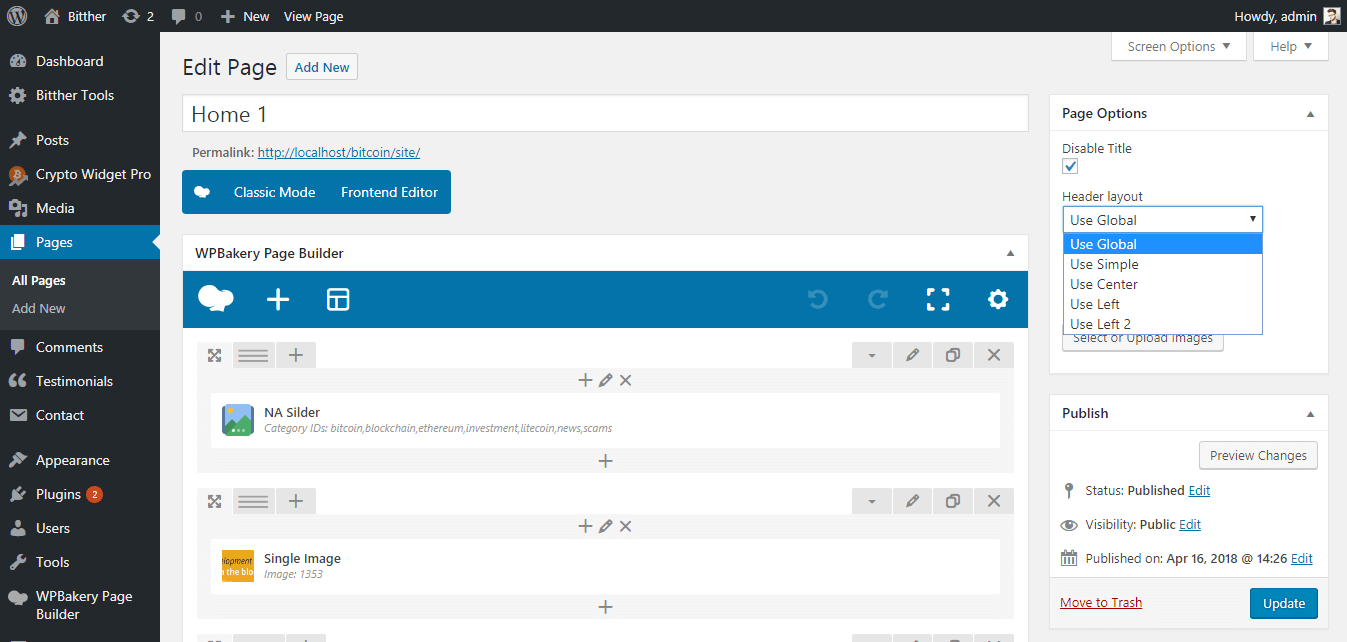 Bitther 2 0 New View Page
Howdy, admin
Screen Options ▼ Help ▼
Dashboard
Bitther Tools
Posts
Crypto Widget Pro
Media
Pages
All Pages
Add New
Comments
Testimonials
Contact
Appearance
Plugins 2
Users
Tools
WPBakery Page
Builder
Edit Page Add New
Home 1
Permalink: http://localhost/bitcoin/site/
Classic Mode Frontend Editor
WPBakery Page Builder
NA Silder
Category IDs: bitcoin,blockchain,ethereum,investment,litecoin,news,scams
elopment
n the blo
Single Image
Image: 1353
Page Options
Disable Title
Header layout
Use Global
Use Global
Use Simple
Use Center
Use Left
Use Left 2
Select or Upload Images
Publish
Preview Changes
Status: Published Edit
Visibility: Public Edit
Published on: Apr 16, 2018 @ 14:26 Edit
Move to Trash Update